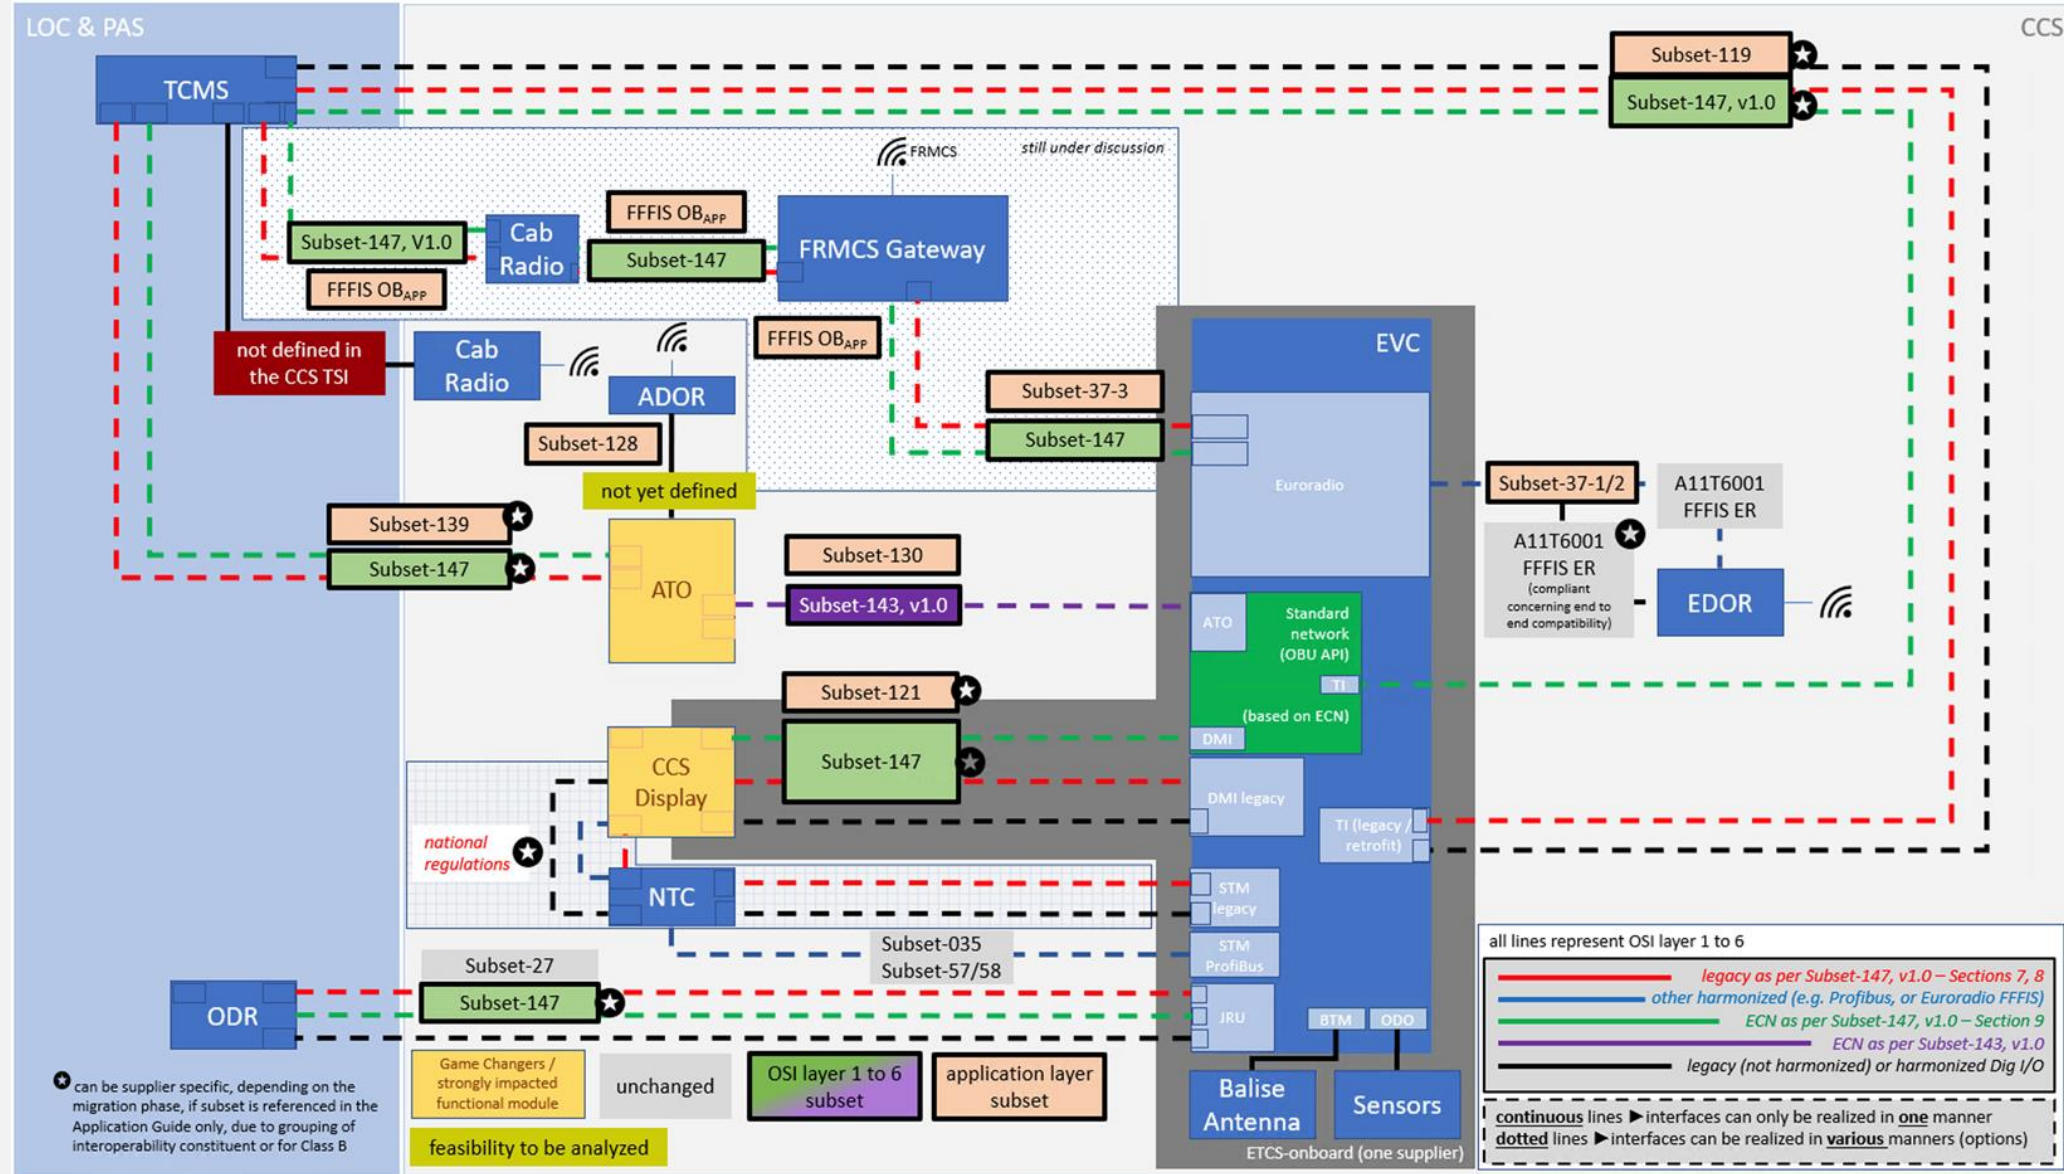 LOC & PAS
CCS
TCMS
Subset-119
Subset-147, v1.0
FRMCS
still under discussion
FFFIS OBAPP
Subset-147, V1.0
Cab
Radio
Subset-147
FRMCS Gateway
FFFIS OBAPP
FFFIS OBAPP
EVC
not defined in
the CCS TSI
Cab
Radio
ADOR
Subset-37-3
Subset-147
Subset-128
not yet defined
Euroradio
Subset-37-1/2
A11T6001
FFFIS ER
A11T6001
FFFIS ER
(compliant
concerning end to
end compatibility)
EDOR
Subset-139
Subset-147
ATO
Subset-130
Subset-143, v1.0
ATO
Standard
network
(OBU API)
TI
(based on ECN)
DMI
Subset-121
Subset-147
CCS
Display
DMI legacy
TI (legacy /
retrofit)
national
regulations
NTC
STM
legacy
STM
ProfiBus
Subset-035
Subset-57/58
Subset-27
Subset-147
ODR
JRU
BTM
ODO
Balise
Antenna
Sensors
ETCS-onboard (one supplier)
can be supplier specific, depending on the
migration phase, if subset is referenced in the
Application Guide only, due to grouping of
interoperability constituent or for Class B
Game Changers /
strongly impacted
functional module
unchanged
OSI layer 1 to 6
subset
application layer
subset
feasibility to be analyzed
all lines represent OSI layer 1 to 6
legacy as per Subset-147, v1.0 – Sections 7, 8
other harmonized (e.g. Profibus, or Euroradio FFFIS)
ECN as per Subset-147, v1.0 – Section 9
ECN as per Subset-143, v1.0
legacy (not harmonized) or harmonized Dig I/O
continuous lines ►interfaces can only be realized in one manner
dotted lines ►interfaces can be realized in various manners (options)